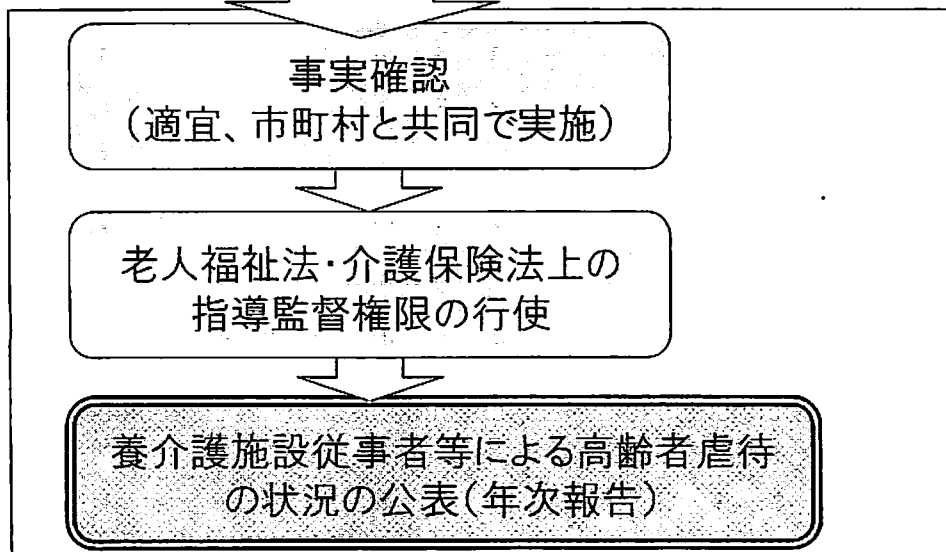 事実確認
（適宜、市町村と共同で実施）
老人福祉法・介護保険法上の
指導監督権限の行使
養介護施設従事者等による高齢者虐待
の状況の公表（年次報告）